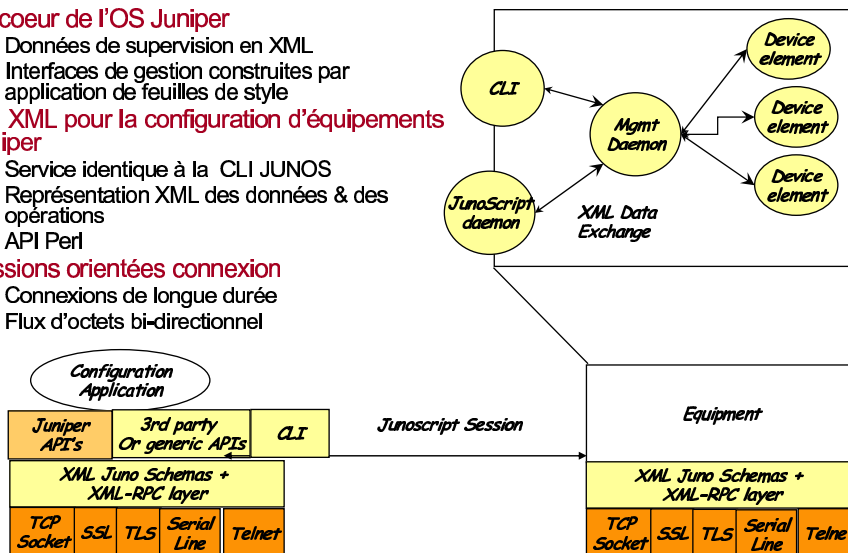 coeur de l'OS Juniper
Données de supervision en XML
Interfaces de gestion construites par
application de feuilles de style
XML pour la configuration d'équipements
iper
Service identique à la CLI JUNOS
Représentation XML des données & des
opérations
API Perl
ssions orientées connexion
Connexions de longue durée
Flux d'octets bi-directionnel
CLI
Mgmt
Daemon
JunoScript
daemon
XML Data
Exchange
Device
element
Device
element
Device
element
Configuration
Application
Juniper
API's
3rd party
Or generic APIs
CLI
XML Juno Schemas +
XML-RPC layer
TCP
Socket
SSL
TLS
Serial
Line
Telnet
Junoscript Session
Equipment
XML Juno Schemas +
XML-RPC layer
TCP
Socket
SSL
TLS
Serial
Line
Telne